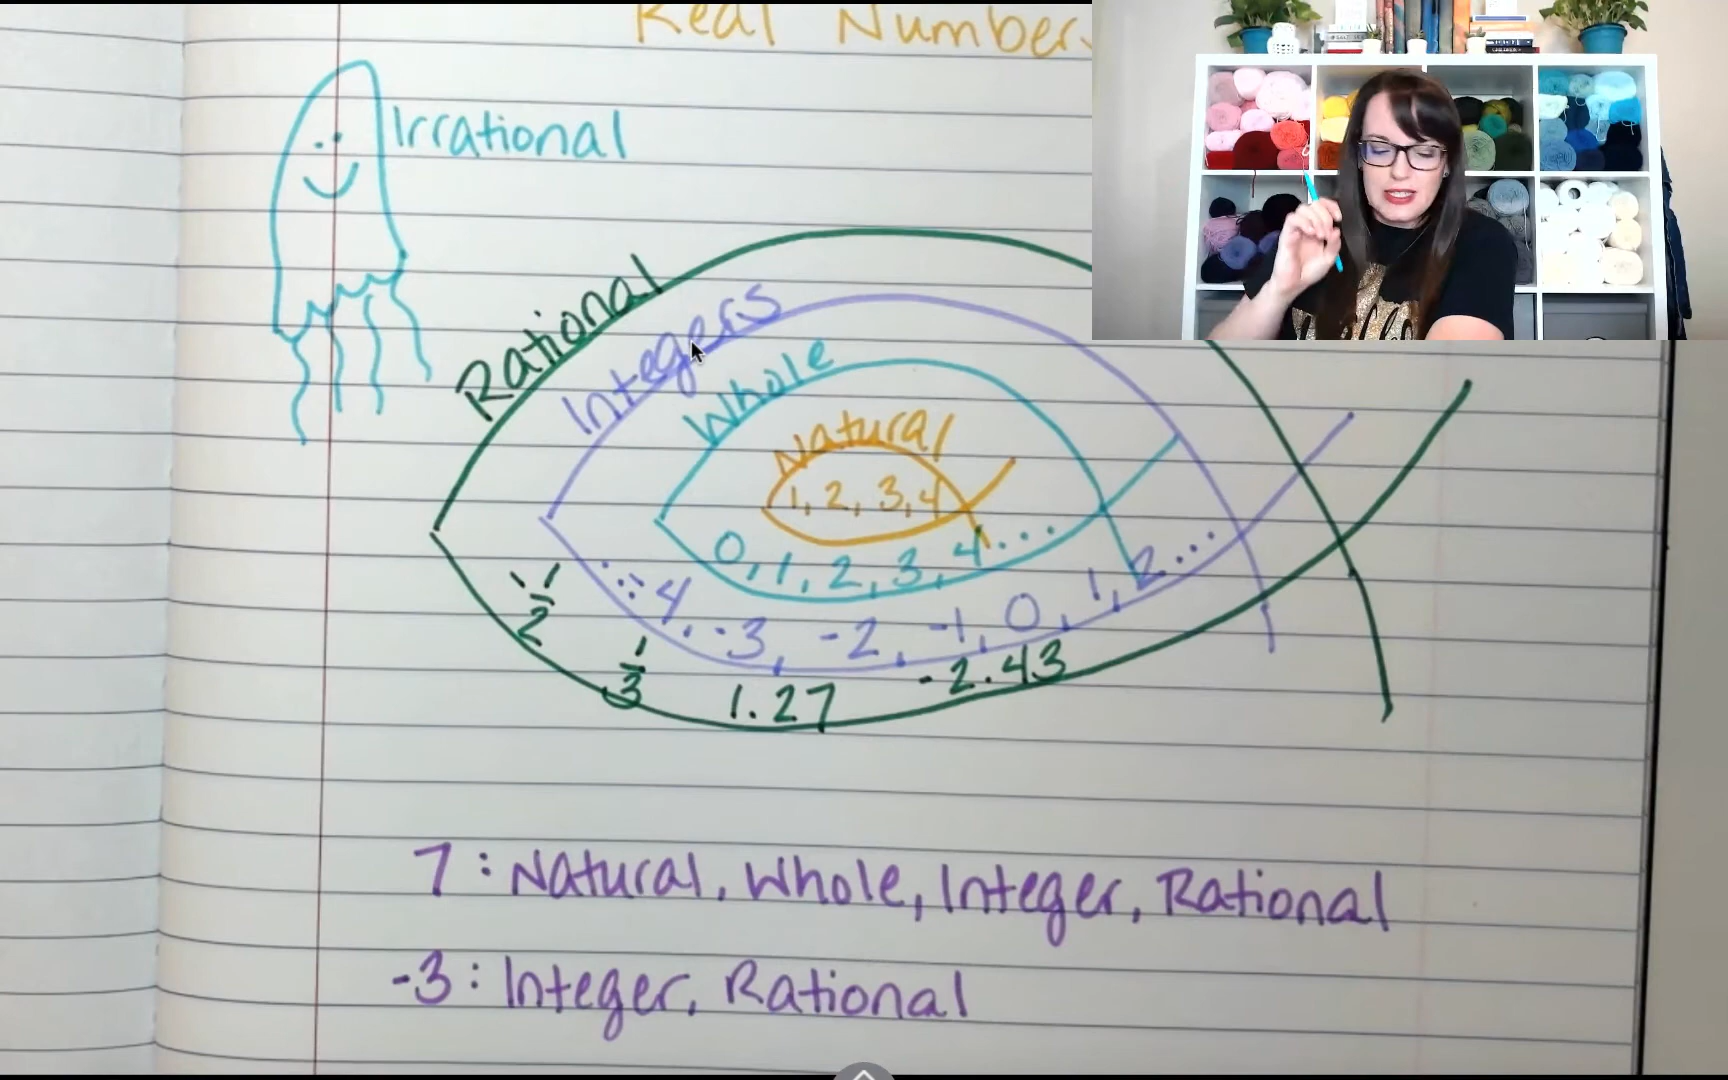 Real Numbers
Irrational
Rational
Integers
Whole
Natural
1, 2, 3, 4
0, 1, 2, 3, 4...
...-4, -3, -2, -1, 0, 1, 2...
-1/2
1/3
1.27
-2.43
7: Natural, Whole, Integer, Rational
-3: Integer, Rational